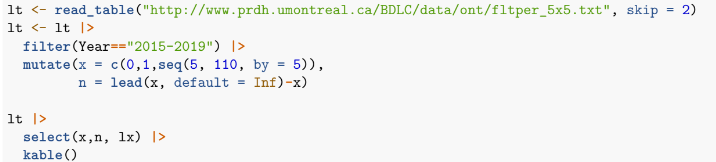 lt <- read_table("http://www.prdh.umontreal.ca/BDLC/data/ont/fltper_5x5.txt", skip = 2)
lt <- lt |>
  filter(Year=="2015-2019") |>
  mutate(x = c(0,1,seq(5, 110, by = 5)),
         n = lead(x, default = Inf)-x)
lt |>
  select(x,n, lx) |>
  kable()